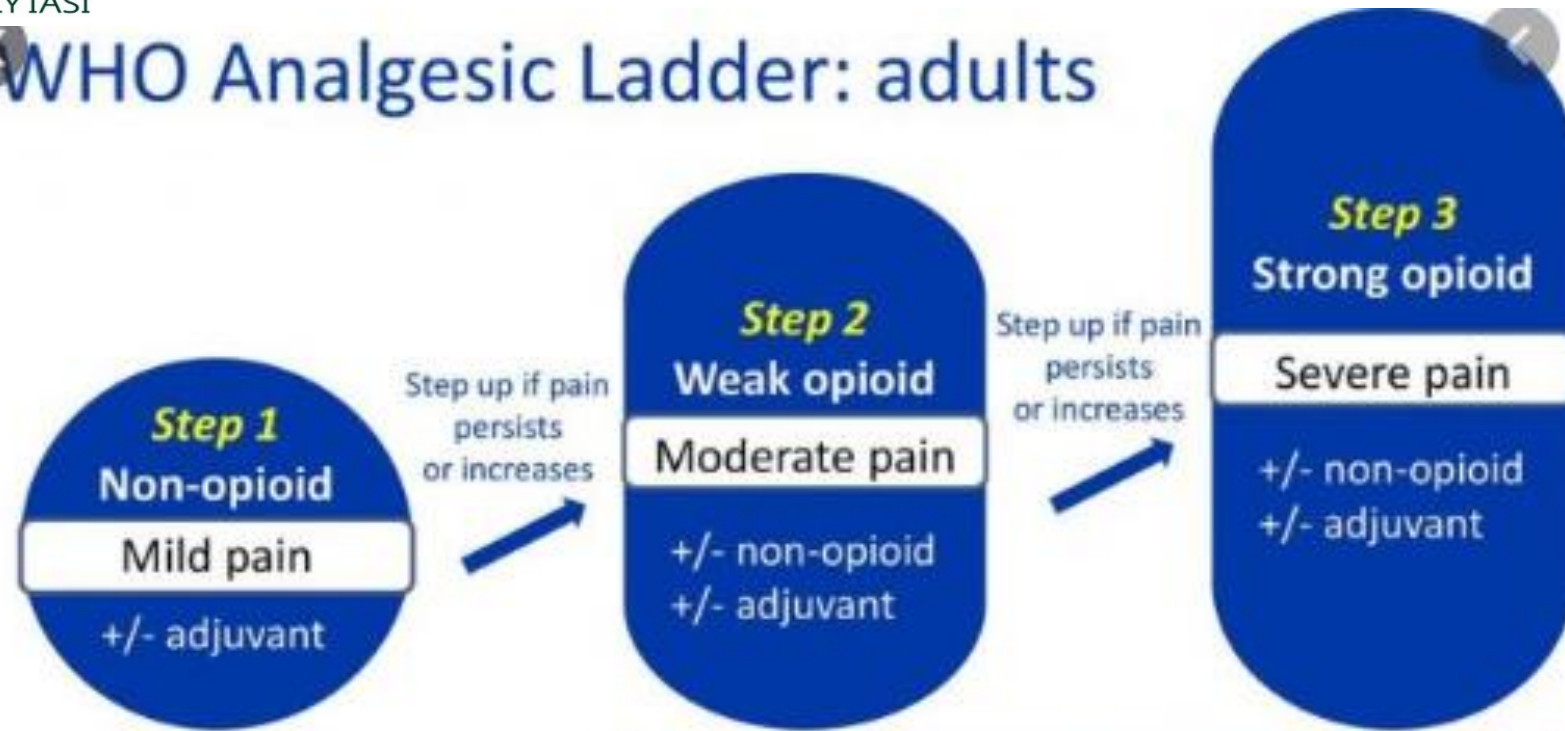 WHO Analgesic Ladder: adults
Step 1
Non-opioid
Mild pain
+/- adjuvant
Step up if pain
persists
or increases
Step 2
Weak opioid
Moderate pain
+/- non-opioid
+/- adjuvant
Step up if pain
persists
or increases
Step 3
Strong opioid
Severe pain
+/- non-opioid
+/- adjuvant